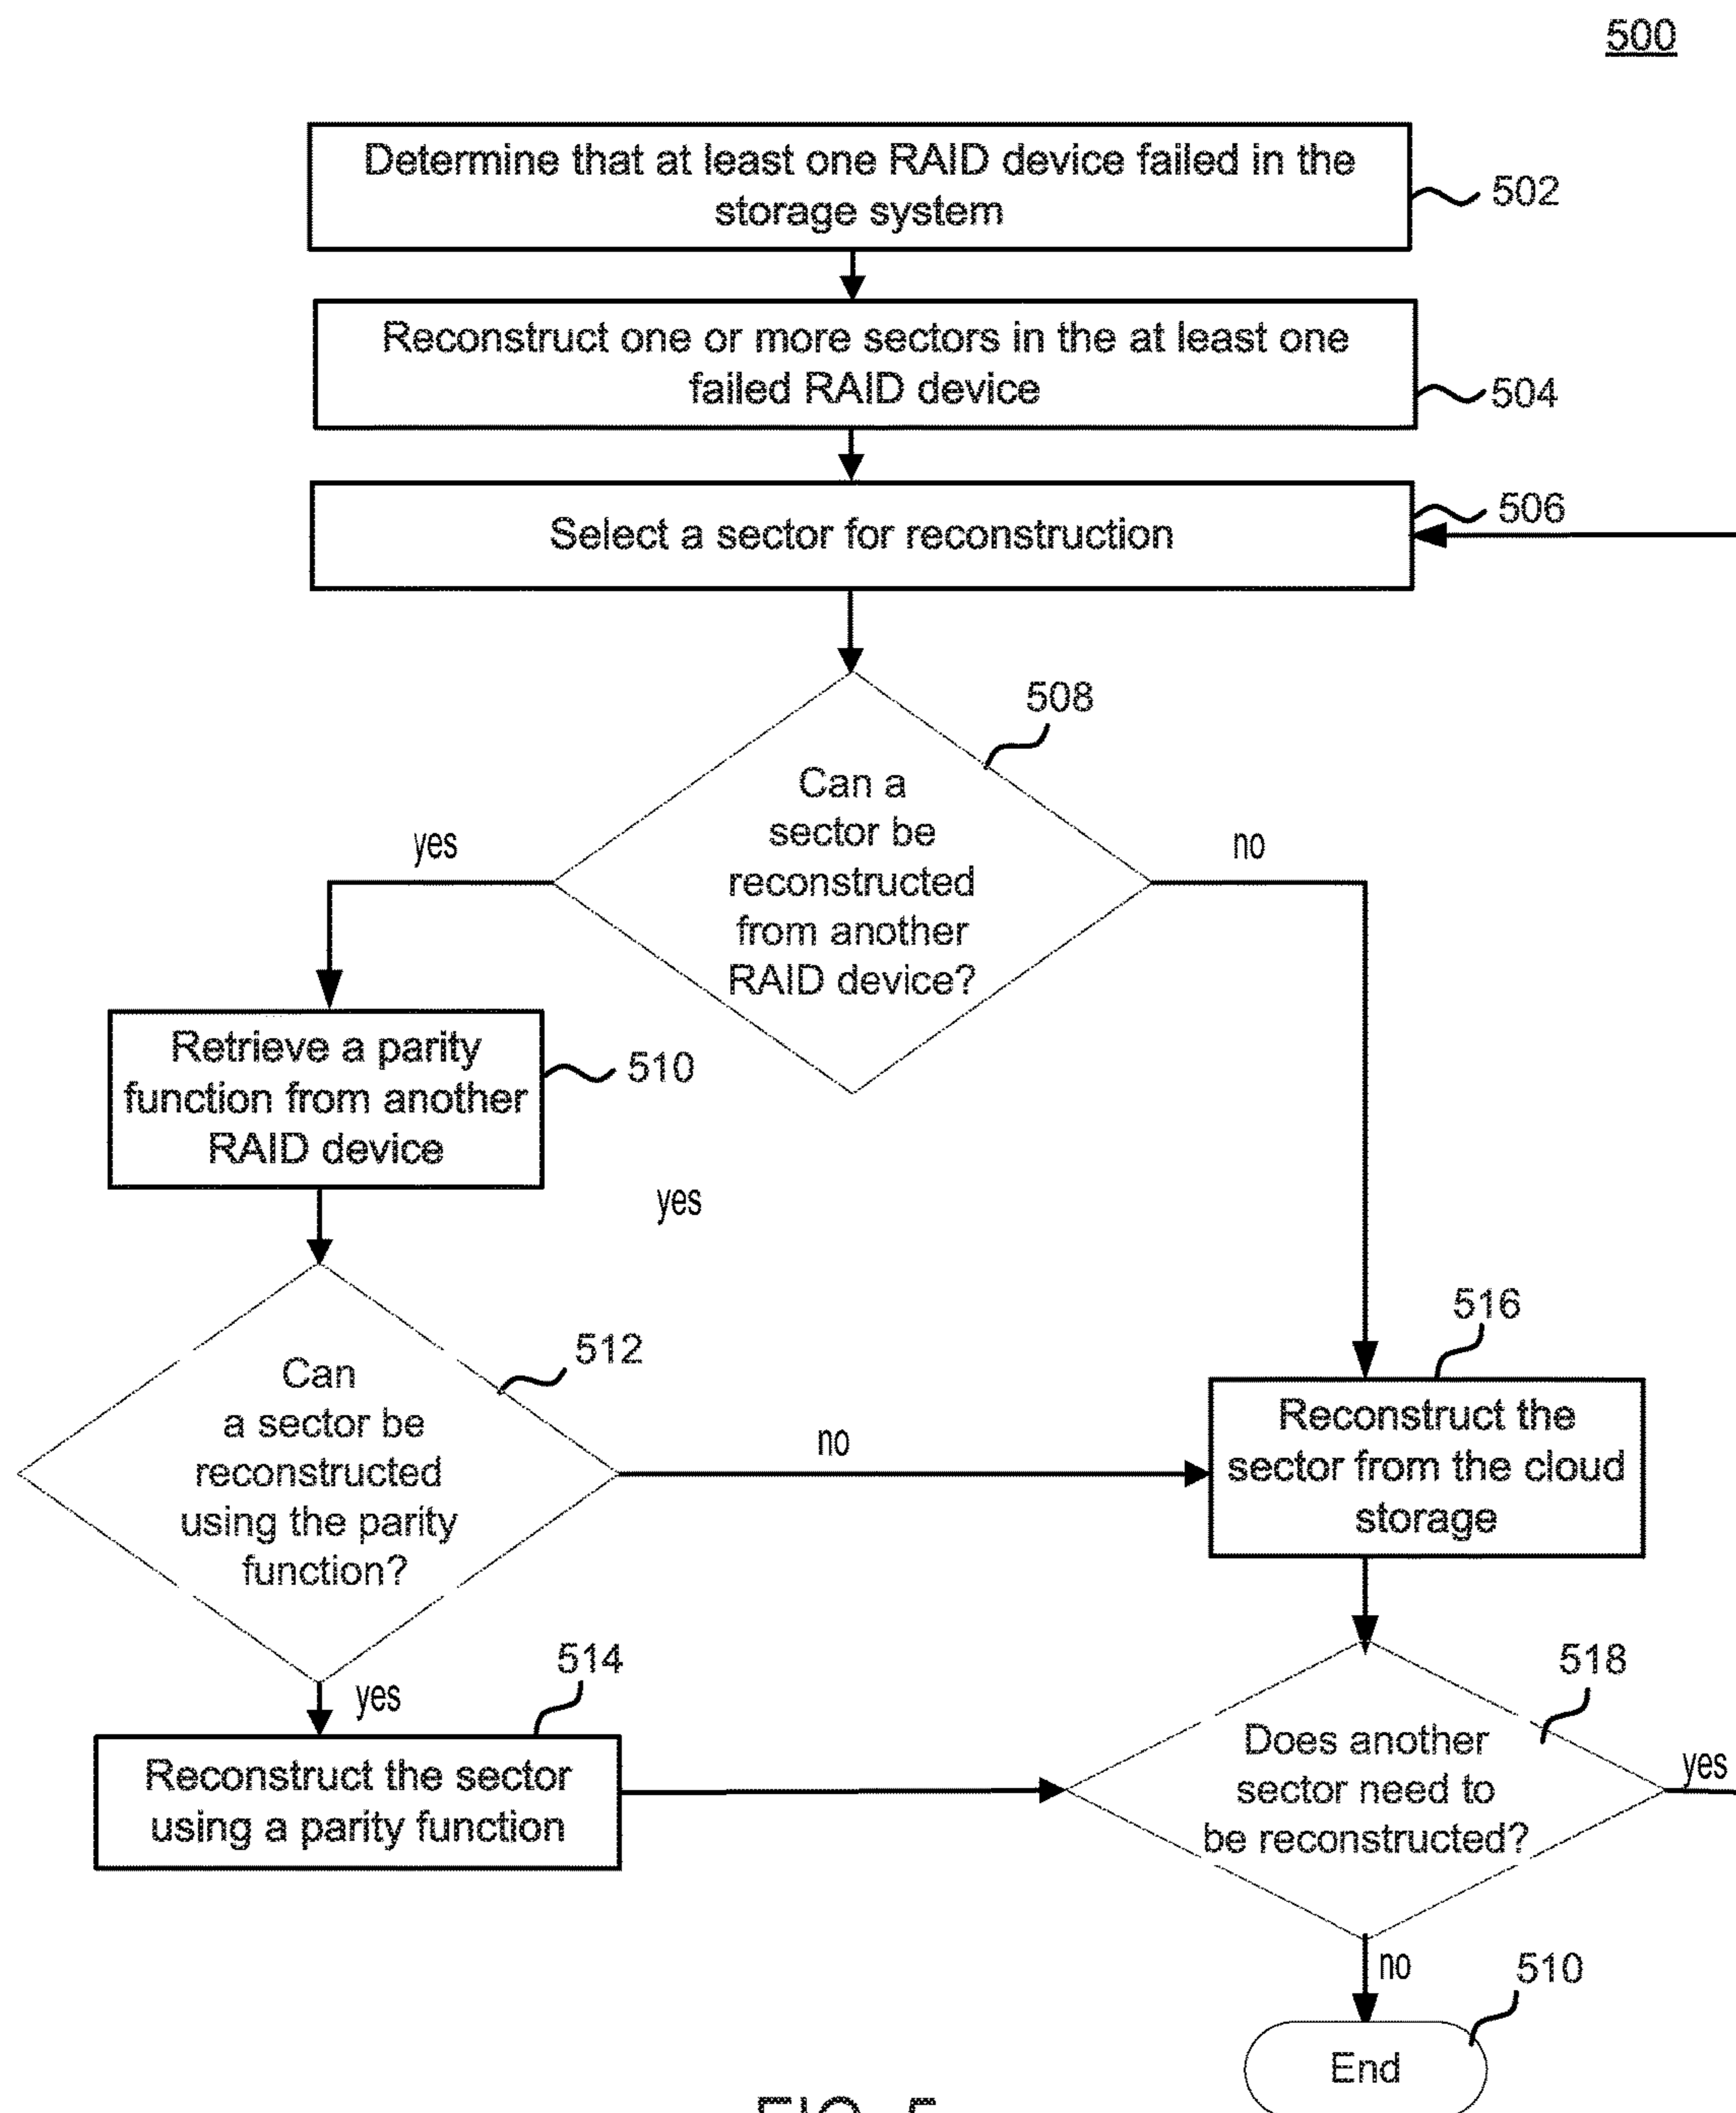 500
Determine that at least one RAID device failed in the
storage system
502
Reconstruct one or more sectors in the at least one
failed RAID device
504
Select a sector for reconstruction
506
508
Can a
sector be
reconstructed
from another
RAID device?
yes
no
Retrieve a parity
function from another
RAID device
510
yes
512
Can
a sector be
reconstructed
using the parity
function?
no
516
Reconstruct the
sector from the cloud
storage
yes
514
Reconstruct the sector
using a parity function
518
Does another
sector need to
be reconstructed?
yes
no
510
End
FIG. 5